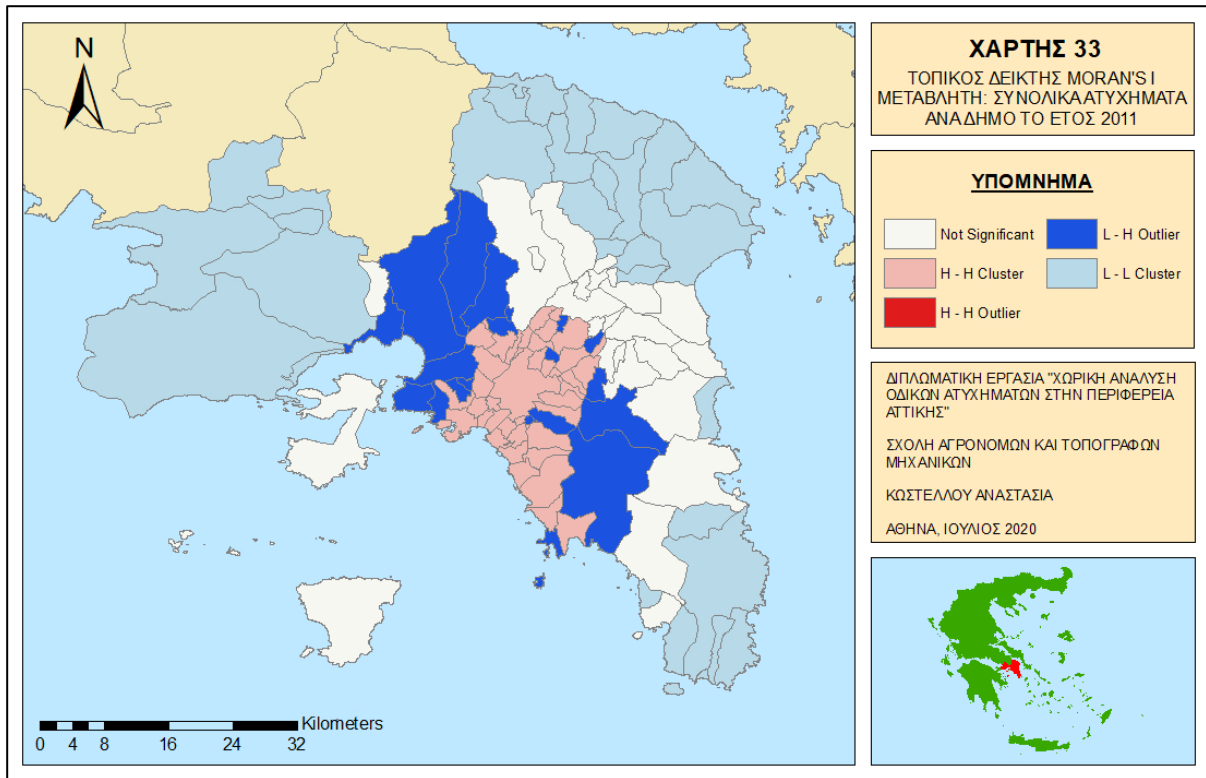 N
ΧΑΡΤΗΣ 33
ΤΟΠΙΚΟΣ ΔΕΙΚΤΗΣ MORAN'S I
ΜΕΤΑΒΛΗΤΗ: ΣΥΝΟΛΙΚΑ ΑΤΥΧΗΜΑΤΑ
ΑΝΑ ΔΗΜΟ ΤΟ ΕΤΟΣ 2011
ΥΠΟΜΝΗΜΑ
Not Significant
L - H Outlier
H - H Cluster
L - L Cluster
H - H Outlier
ΔΙΠΛΩΜΑΤΙΚΗ ΕΡΓΑΣΙΑ "ΧΩΡΙΚΗ ΑΝΑΛΥΣΗ
ΟΔΙΚΩΝ ΑΤΥΧΗΜΑΤΩΝ ΣΤΗΝ ΠΕΡΙΦΕΡΕΙΑ
ΑΤΤΙΚΗΣ"
ΣΧΟΛΗ ΑΓΡΟΝΟΜΩΝ ΚΑΙ ΤΟΠΟΓΡΑΦΩΝ
ΜΗΧΑΝΙΚΩΝ
ΚΩΣΤΕΛΛΟΥ ΑΝΑΣΤΑΣΙΑ
ΑΘΗΝΑ, ΙΟΥΛΙΟΣ 2020
Kilometers
0 4 8 16 24 32